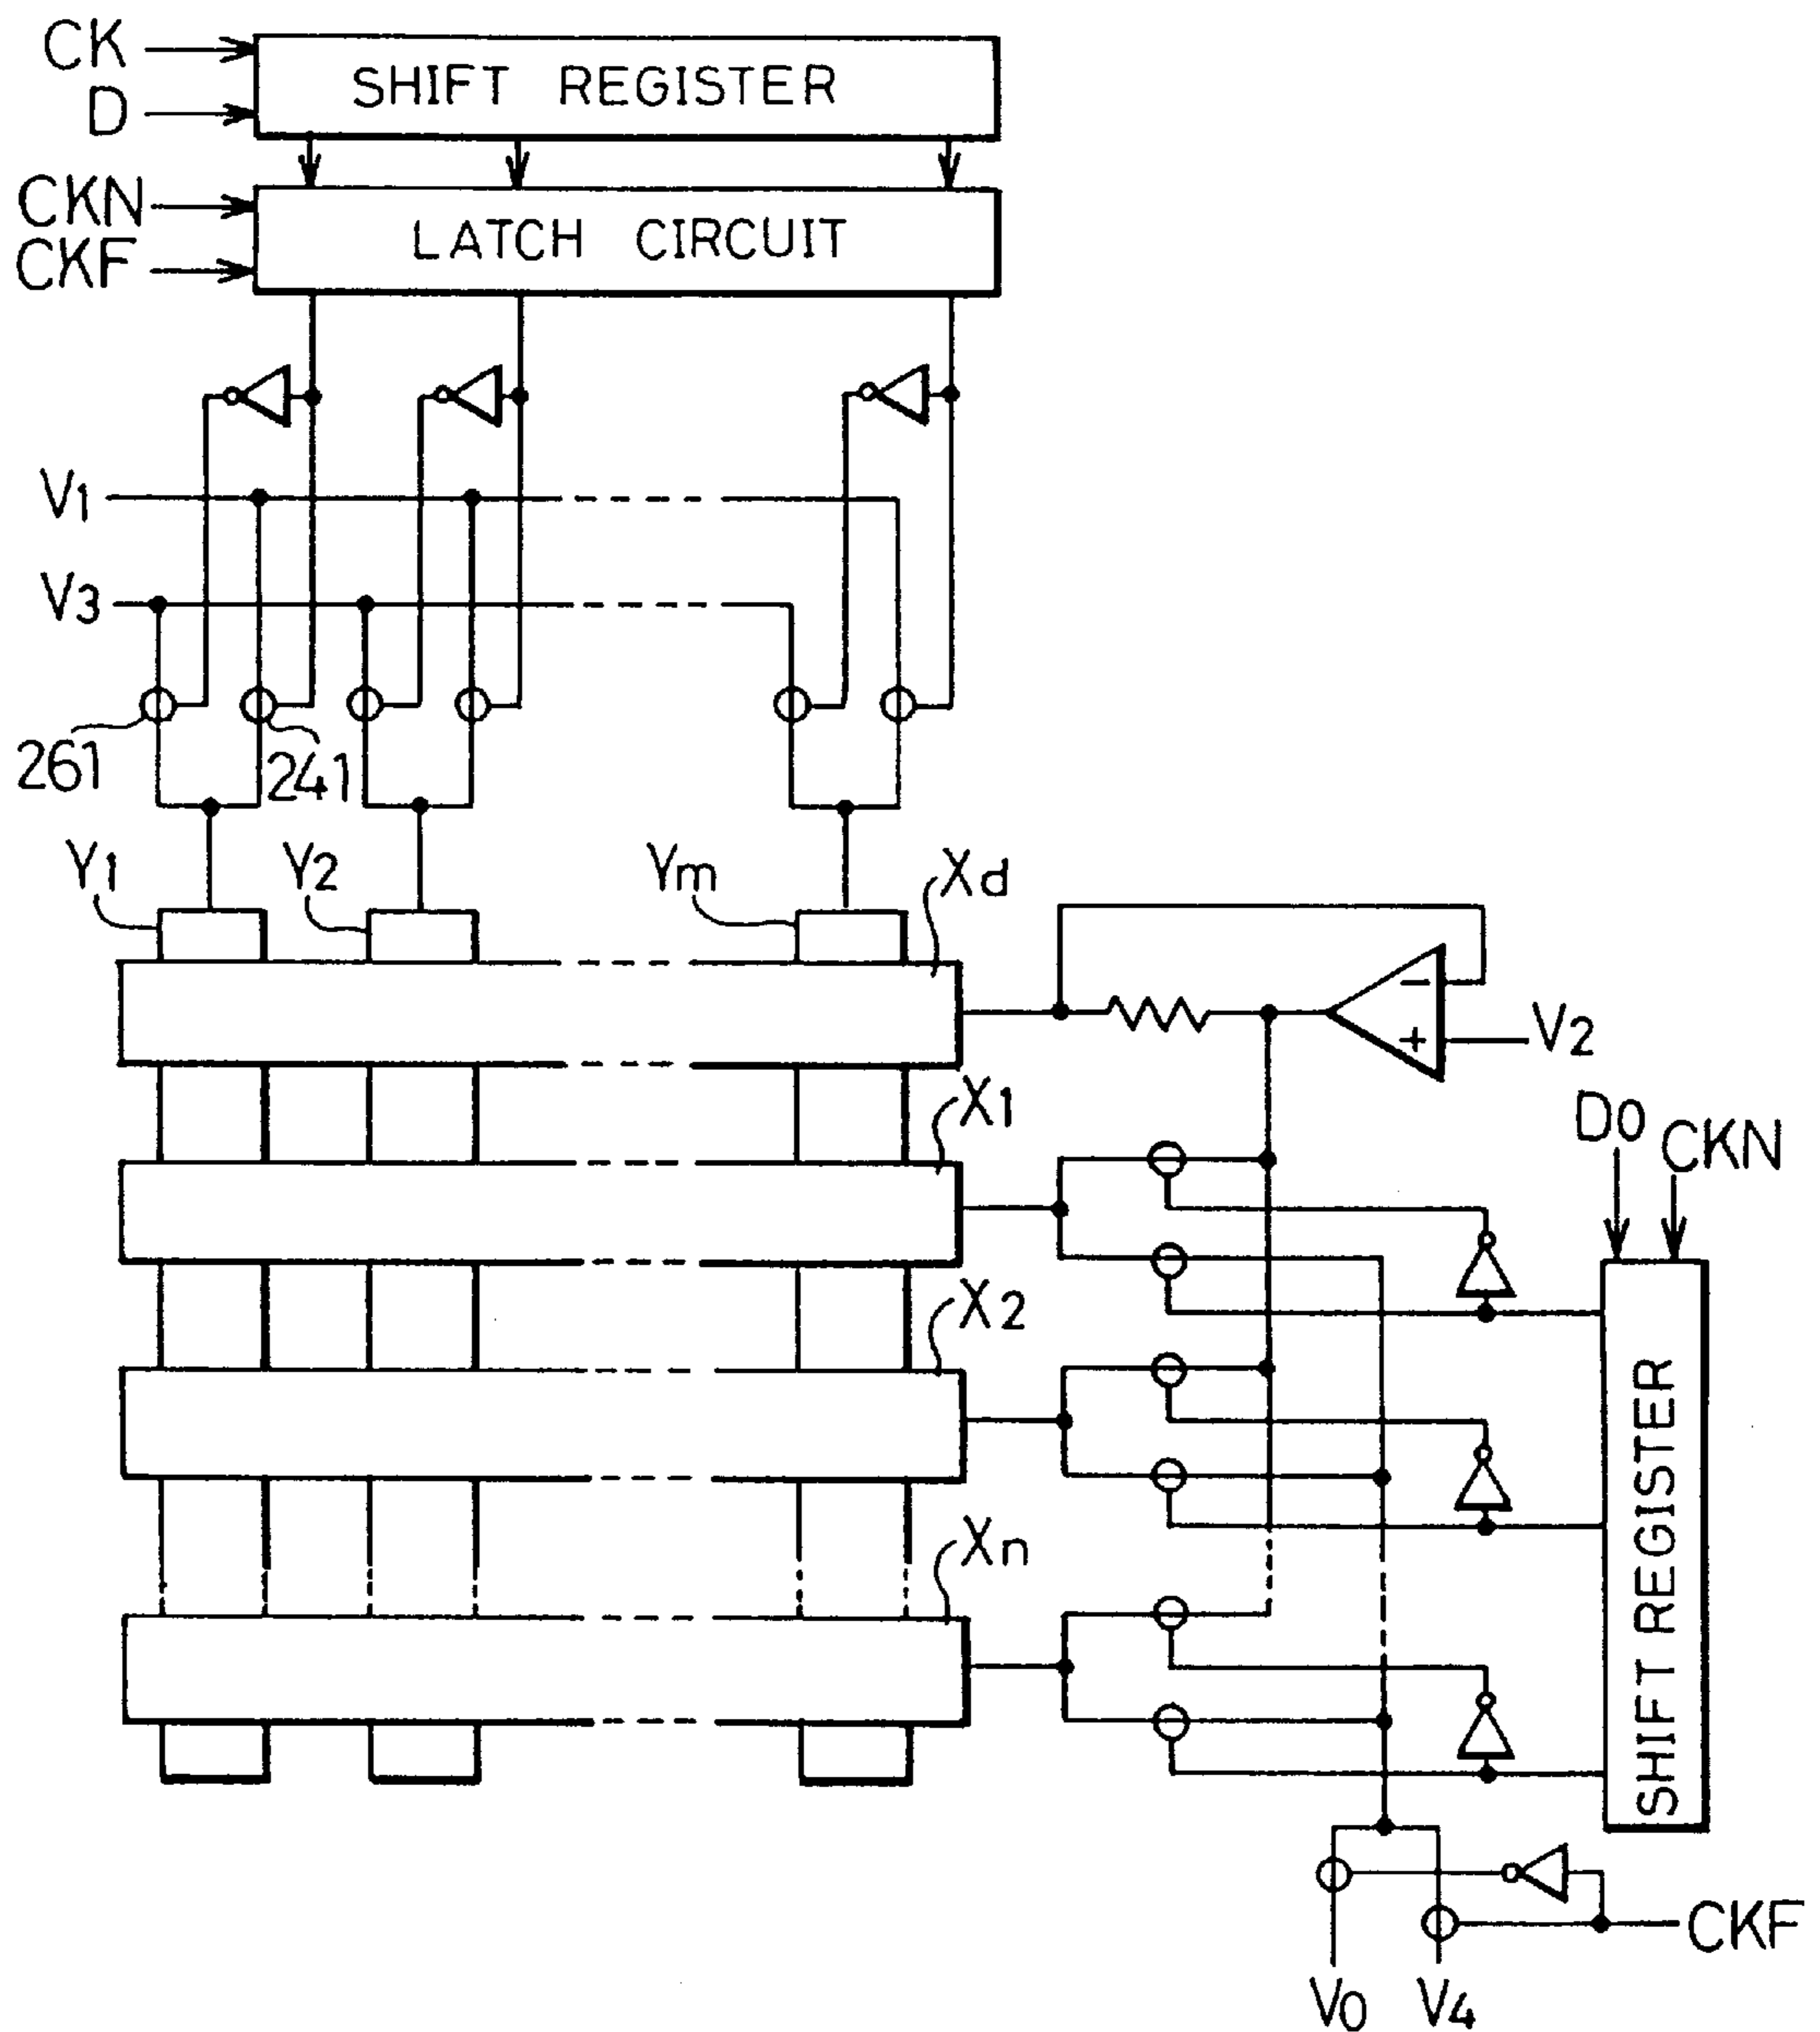 CK
SHIFT REGISTER
D
CKN
LATCH CIRCUIT
CKF
V1
V3
261
241
Y1
Y2
Ym
Xd
V2
X1
D0
CKN
X2
SHIFT REGISTER
Xn
CKF
V0
V4